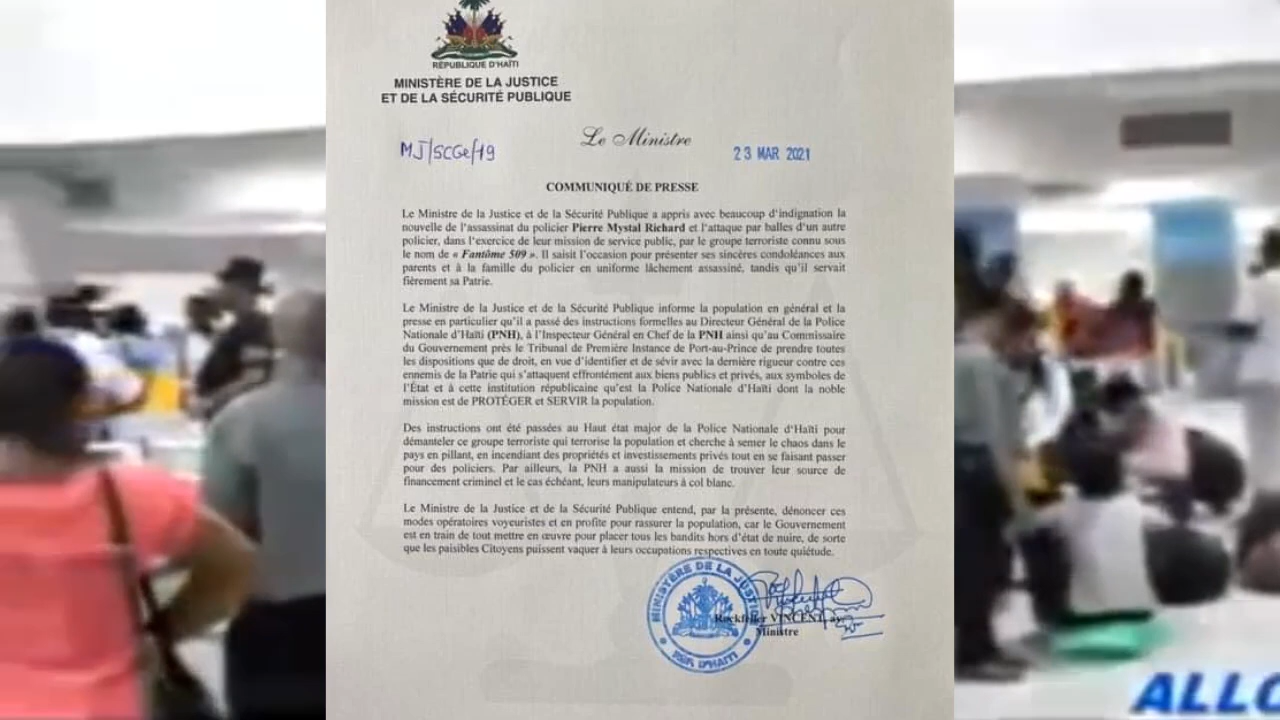 RÉPUBLIQUE D'HAÏTI
MINISTÈRE DE LA JUSTICE
ET DE LA SÉCURITÉ PUBLIQUE
Le Ministre
MJ/SCGe/19
23 MAR 2021
COMMUNIQUÉ DE PRESSE
Le Ministre de la Justice et de la Sécurité Publique a appris avec beaucoup d'indignation la
nouvelle de l'assassinat du policier Pierre Mystal Richard et l'attaque par balles d'un autre
policier, dans l'exercice de leur mission de service public, par le groupe terroriste connu sous
le nom de « Fantôme 509 ». Il saisit l'occasion pour présenter ses sincères condoléances aux
parents et à la famille du policier en uniforme lâchement assassiné, tandis qu'il servait
fièrement sa Patrie.
Le Ministre de la Justice et de la Sécurité Publique informe la population en général et la
presse en particulier qu'il a passé des instructions formelles au Directeur Général de la Police
Nationale d'Haïti (PNH), à l'Inspecteur Général en Chef de la PNH ainsi qu'au Commissaire
du Gouvernement près le Tribunal de Première Instance de Port-au-Prince de prendre toutes
les dispositions que de droit, en vue d'identifier et de sévir avec la dernière rigueur contre ces
ennemis de la Patrie qui s'attaquent effrontément aux biens publics et privés, aux symboles de
l'État et à cette institution républicaine qu'est la Police Nationale d'Haïti dont la noble
mission est de PROTÉGER et SERVIR la population.
Des instructions ont été passées au Haut état major de la Police Nationale d'Haïti pour
démanteler ce groupe terroriste qui terrorise la population et cherche à semer le chaos dans le
pays en pillant, en incendiant des propriétés et investissements privés tout en se faisant passer
pour des policiers. Par ailleurs, la PNH a aussi la mission de trouver leur source de
financement criminel et le cas échéant, leurs manipulateurs à col blanc.
Le Ministre de la Justice et de la Sécurité Publique entend, par la présente, dénoncer ces
modes opératoires voyeuristes et en profite pour rassurer la population, car le Gouvernement
est en train de tout mettre en œuvre pour placer tous les bandits hors d'état de nuire, de sorte
que les paisibles Citoyens puissent vaquer à leurs occupations respectives en toute quiétude.
MINISTÈRE DE LA JUSTICE
REP. D'HAITI
Rockfeller VINCENT, av.
Ministre
ALLO